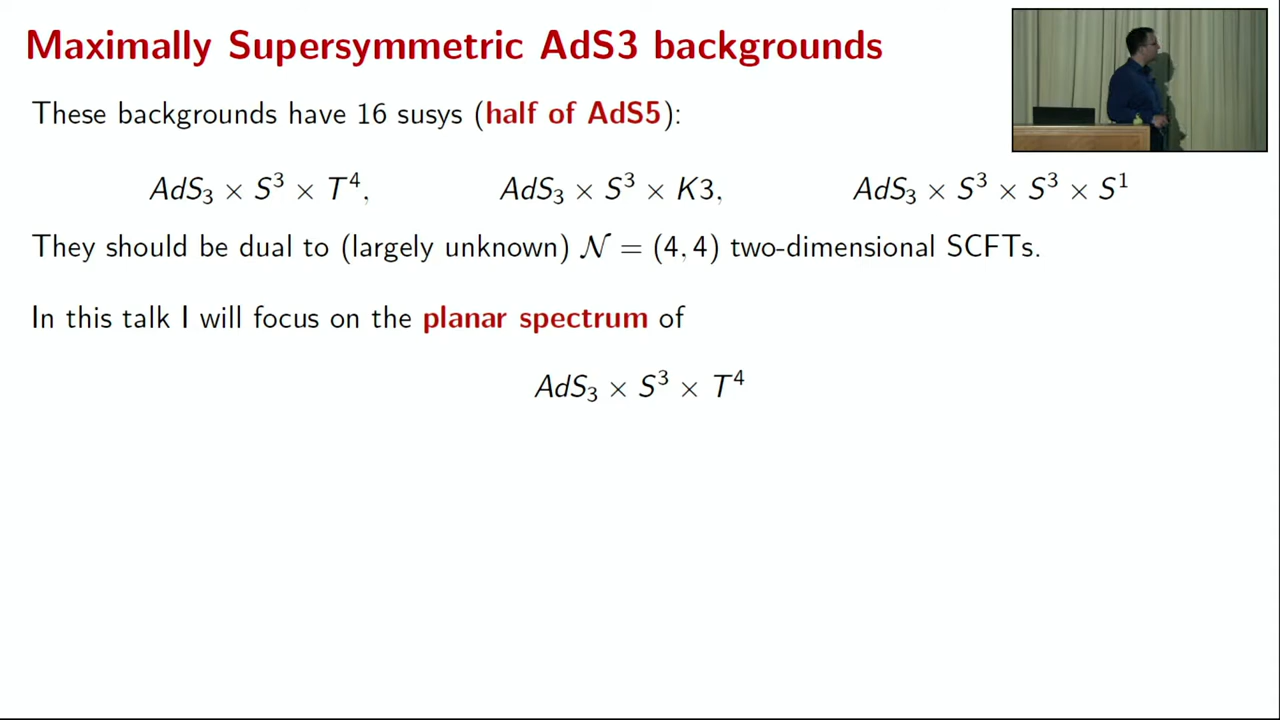 Maximally Supersymmetric AdS3 backgrounds
These backgrounds have 16 susys (half of AdS5):
AdS₃ × S³ × T⁴, AdS₃ × S³ × K3, AdS₃ × S³ × S³ × S¹
They should be dual to (largely unknown) 𝒩 = (4, 4) two-dimensional SCFTs.
In this talk I will focus on the planar spectrum of
AdS₃ × S³ × T⁴